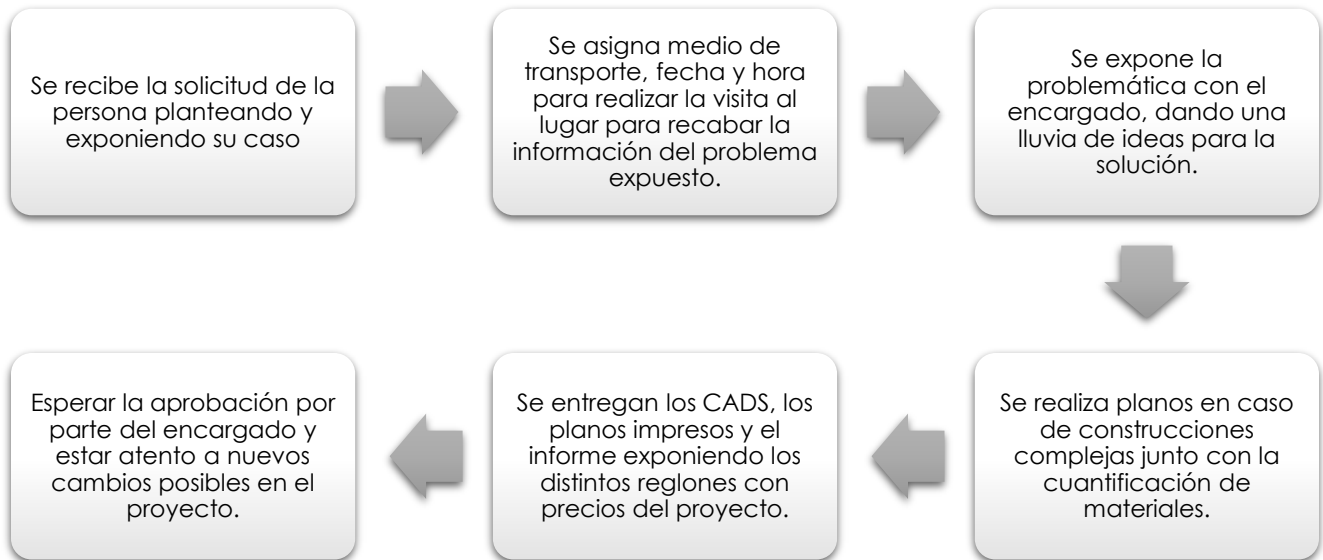 Se recibe la solicitud de la
persona planteando y
exponiendo su caso
Se asigna medio de
transporte, fecha y hora
para realizar la visita al
lugar para recabar la
información del problema
expuesto.
Se expone la
problemática con el
encargado, dando una
lluvia de ideas para la
solución.
Se realiza planos en caso
de construcciones
complejas junto con la
cuantificación de
materiales.
Se entregan los CADS, los
planos impresos y el
informe exponiendo los
distintos reglones con
precios del proyecto.
Esperar la aprobación por
parte del encargado y
estar atento a nuevos
cambios posibles en el
proyecto.